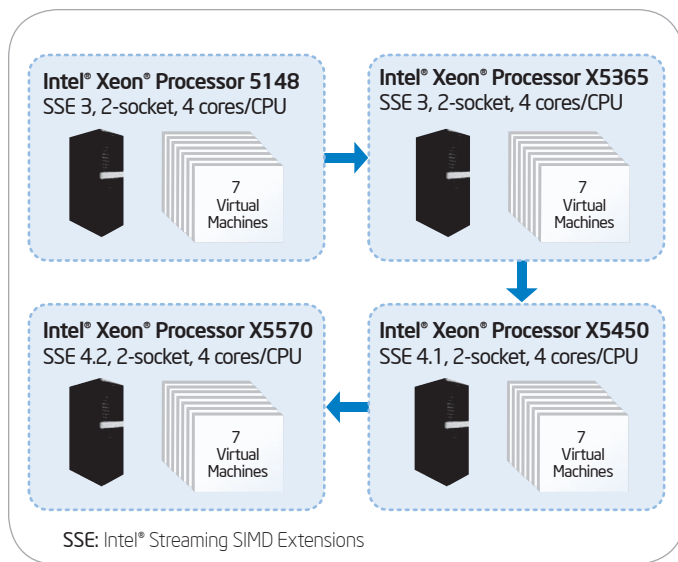 Intel® Xeon® Processor 5148
SSE 3, 2-socket, 4 cores/CPU
7
Virtual
Machines
Intel® Xeon® Processor X5365
SSE 3, 2-socket, 4 cores/CPU
7
Virtual
Machines
Intel® Xeon® Processor X5570
SSE 4.2, 2-socket, 4 cores/CPU
7
Virtual
Machines
Intel® Xeon® Processor X5450
SSE 4.1, 2-socket, 4 cores/CPU
7
Virtual
Machines
SSE: Intel® Streaming SIMD Extensions